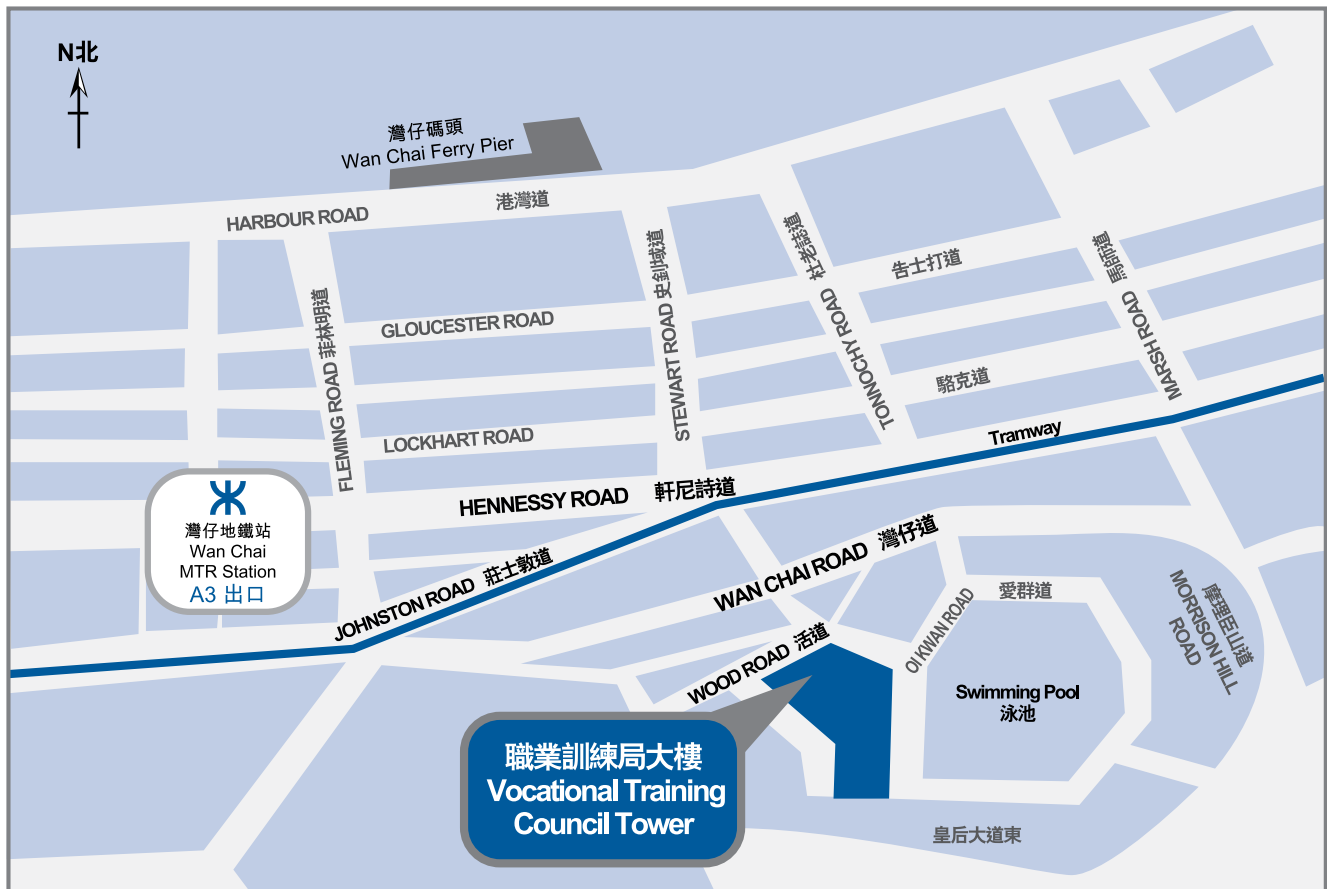 N北
灣仔碼頭
Wan Chai Ferry Pier
HARBOUR ROAD 港灣道
FLEMING ROAD 菲林明道
STEWART ROAD 史釗域道
TONNOCHY ROAD 杜老誌道
MARSH ROAD 馬師道
GLOUCESTER ROAD 告士打道
LOCKHART ROAD 駱克道
Tramway
HENNESSY ROAD 軒尼詩道
灣仔地鐵站
Wan Chai
MTR Station
A3 出口
JOHNSTON ROAD 莊士敦道
WAN CHAI ROAD 灣仔道
愛群道
OI KWAN ROAD
摩理臣山道
MORRISON HILL
ROAD
WOOD ROAD 活道
Swimming Pool
泳池
職業訓練局大樓
Vocational Training
Council Tower
皇后大道東